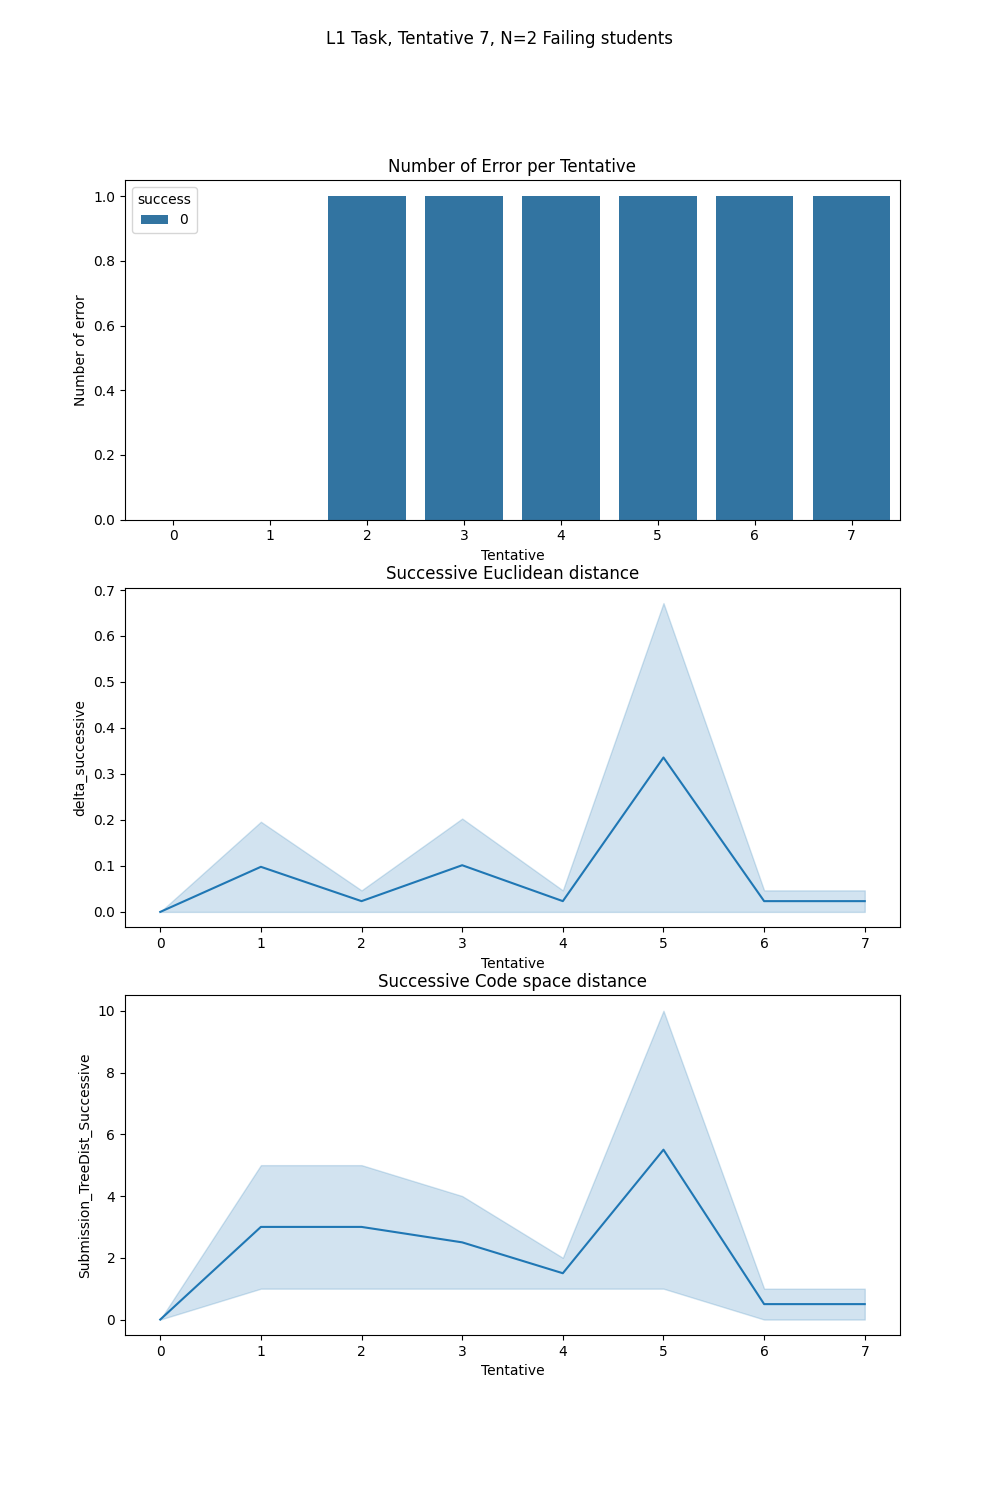 L1 Task, Tentative 7, N=2 Failing students
Number of Error per Tentative
success
0
Number of error
1.0
0.8
0.6
0.4
0.2
0.0
0 1 2 3 4 5 6 7
Tentative
Successive Euclidean distance
delta_successive
0.7
0.6
0.5
0.4
0.3
0.2
0.1
0.0
0 1 2 3 4 5 6 7
Tentative
Successive Code space distance
Submission_TreeDist_Successive
10
8
6
4
2
0
0 1 2 3 4 5 6 7
Tentative